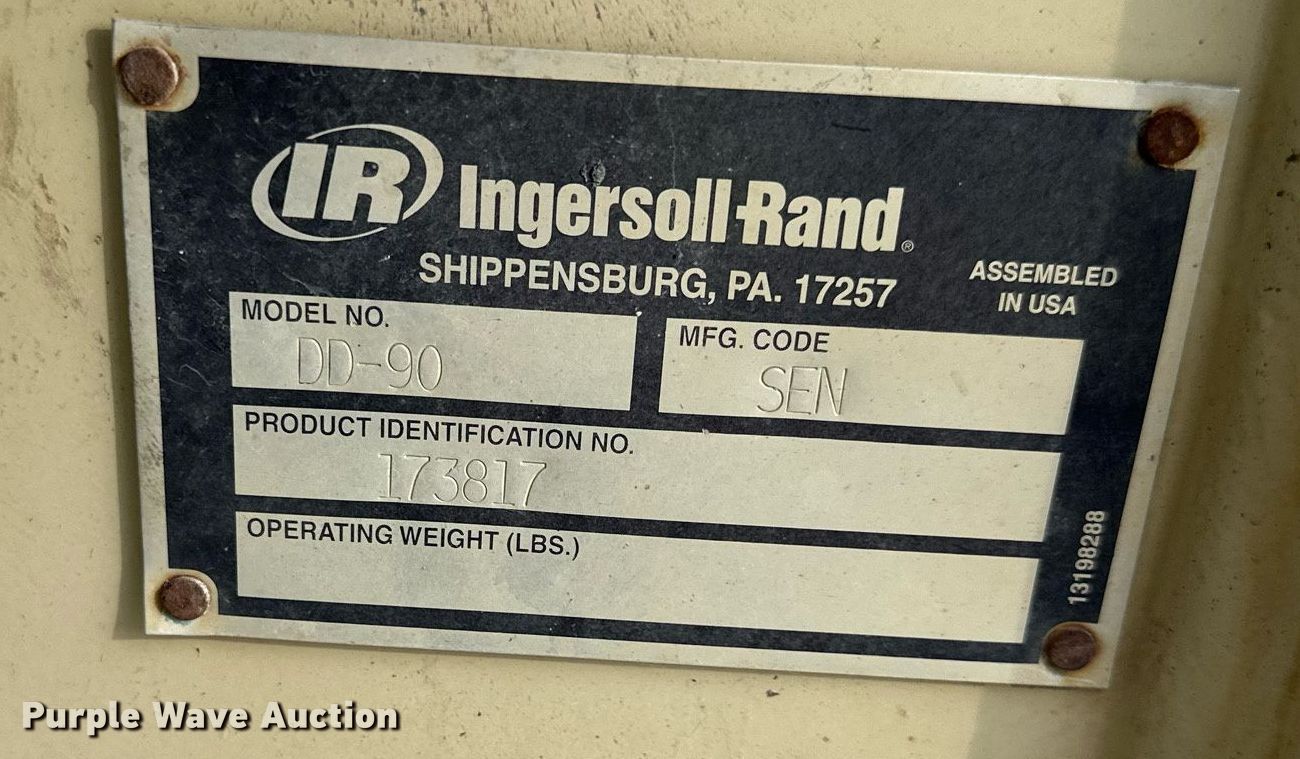 IR Ingersoll-Rand®
SHIPPENSBURG, PA. 17257
ASSEMBLED
IN USA
MODEL NO.
DD-90
MFG. CODE
SEN
PRODUCT IDENTIFICATION NO.
173817
OPERATING WEIGHT (LBS.)
13198288
Purple Wave Auction